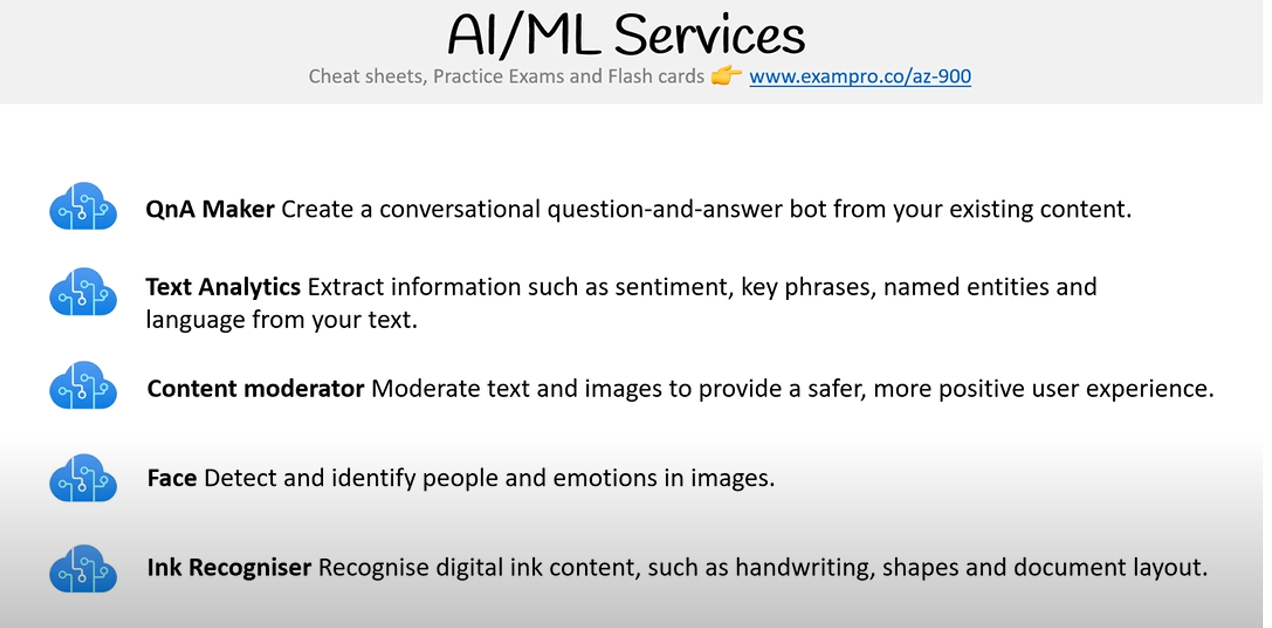 AI/ML Services
Cheat sheets, Practice Exams and Flash cards 👉 www.exampro.co/az-900
QnA Maker Create a conversational question-and-answer bot from your existing content.
Text Analytics Extract information such as sentiment, key phrases, named entities and
language from your text.
Content moderator Moderate text and images to provide a safer, more positive user experience.
Face Detect and identify people and emotions in images.
Ink Recogniser Recognise digital ink content, such as handwriting, shapes and document layout.